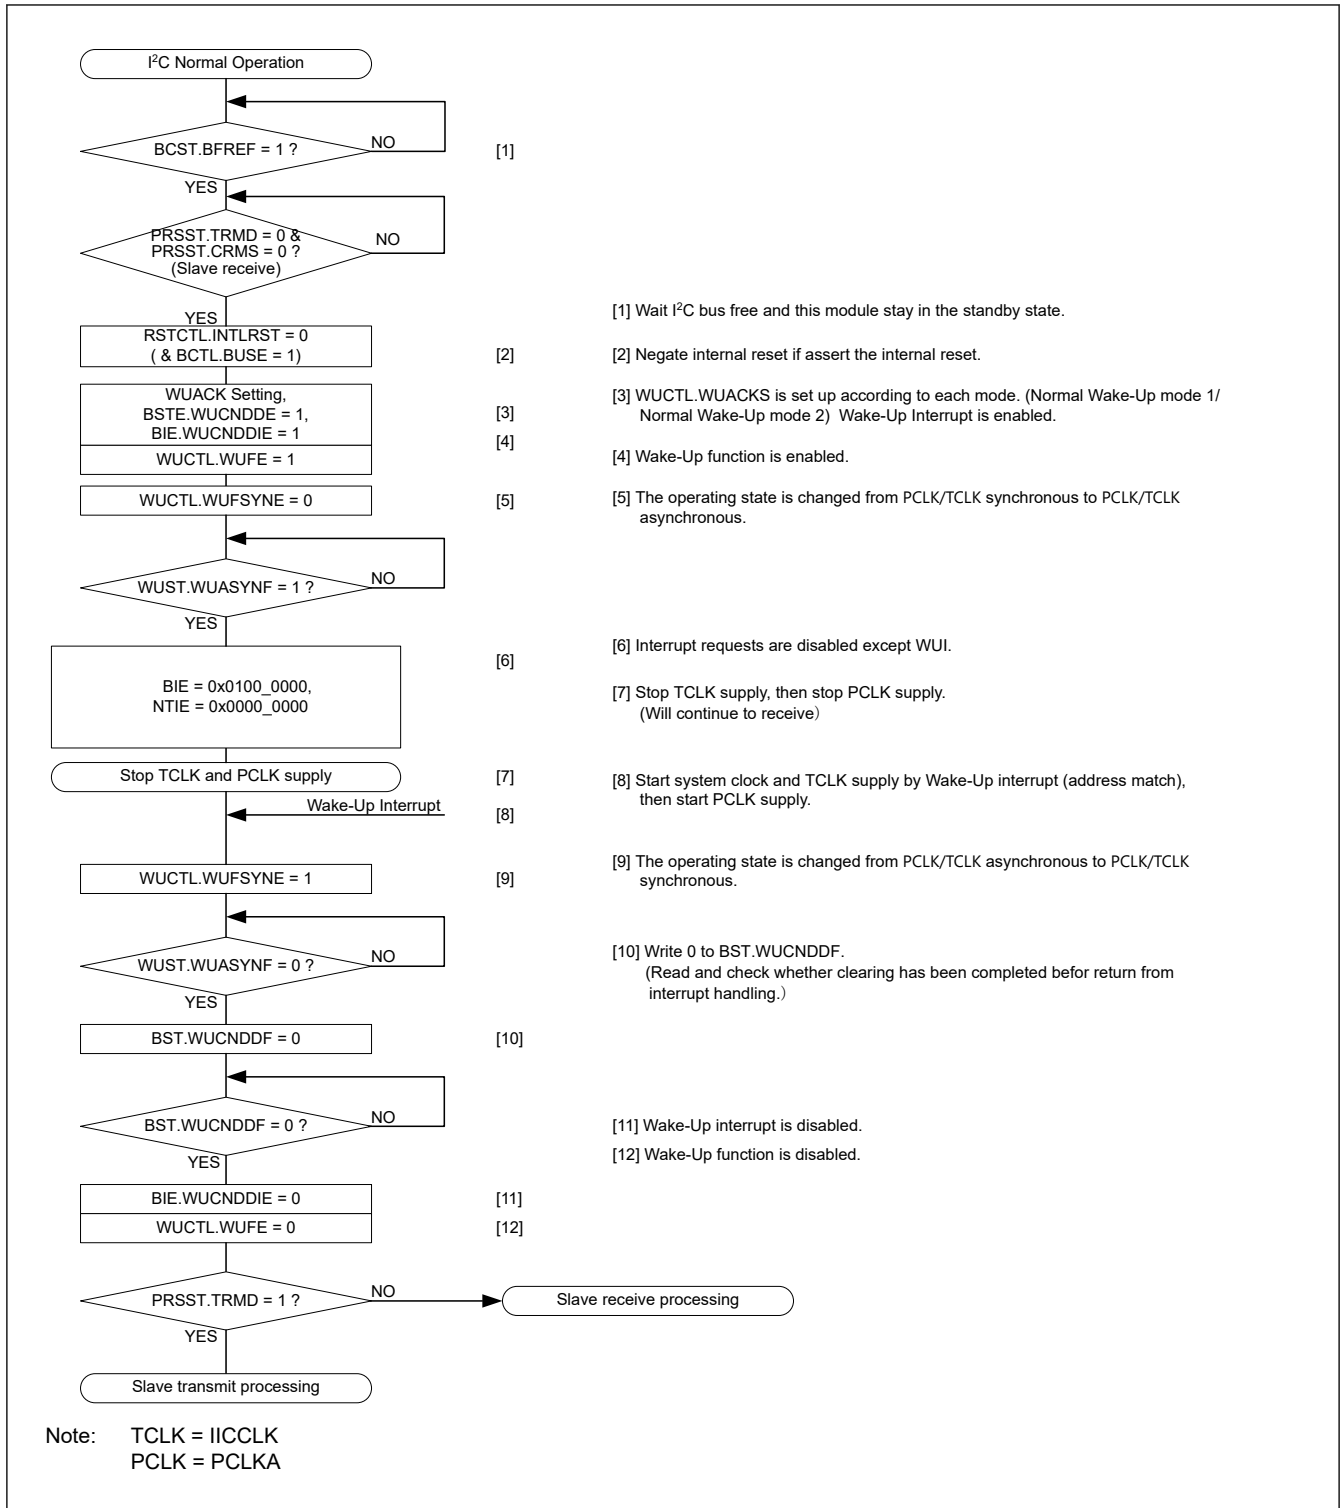 I²C Normal Operation
BCST.BFREF = 1 ?
NO
[1]
YES
PRSST.TRMD = 0 &
PRSST.CRMS = 0 ?
(Slave receive)
NO
YES
[1] Wait I²C bus free and this module stay in the standby state.
RSTCTL.INTLRST = 0
( & BCTL.BUSE = 1)
[2]
[2] Negate internal reset if assert the internal reset.
WUACK Setting,
BSTE.WUCNDDE = 1,
BIE.WUCNDDIE = 1
[3]
[3] WUCTL.WUACKS is set up according to each mode. (Normal Wake-Up mode 1/
Normal Wake-Up mode 2)  Wake-Up Interrupt is enabled.
[4]
WUCTL.WUFE = 1
[4] Wake-Up function is enabled.
WUCTL.WUFSYNE = 0
[5]
[5] The operating state is changed from PCLK/TCLK synchronous to PCLK/TCLK
asynchronous.
WUST.WUASYNF = 1 ?
NO
YES
[6]
[6] Interrupt requests are disabled except WUI.
BIE = 0x0100_0000,
NTIE = 0x0000_0000
[7] Stop TCLK supply, then stop PCLK supply.
(Will continue to receive）
Stop TCLK and PCLK supply
[7]
[8] Start system clock and TCLK supply by Wake-Up interrupt (address match),
then start PCLK supply.
Wake-Up Interrupt
[8]
WUCTL.WUFSYNE = 1
[9]
[9] The operating state is changed from PCLK/TCLK asynchronous to PCLK/TCLK
synchronous.
WUST.WUASYNF = 0 ?
NO
YES
[10] Write 0 to BST.WUCNDDF.
(Read and check whether clearing has been completed befor return from
interrupt handling.）
BST.WUCNDDF = 0
[10]
BST.WUCNDDF = 0 ?
NO
YES
[11] Wake-Up interrupt is disabled.
[12] Wake-Up function is disabled.
BIE.WUCNDDIE = 0
[11]
WUCTL.WUFE = 0
[12]
PRSST.TRMD = 1 ?
NO
Slave receive processing
YES
Slave transmit processing
Note: TCLK = IICCLK
PCLK = PCLKA